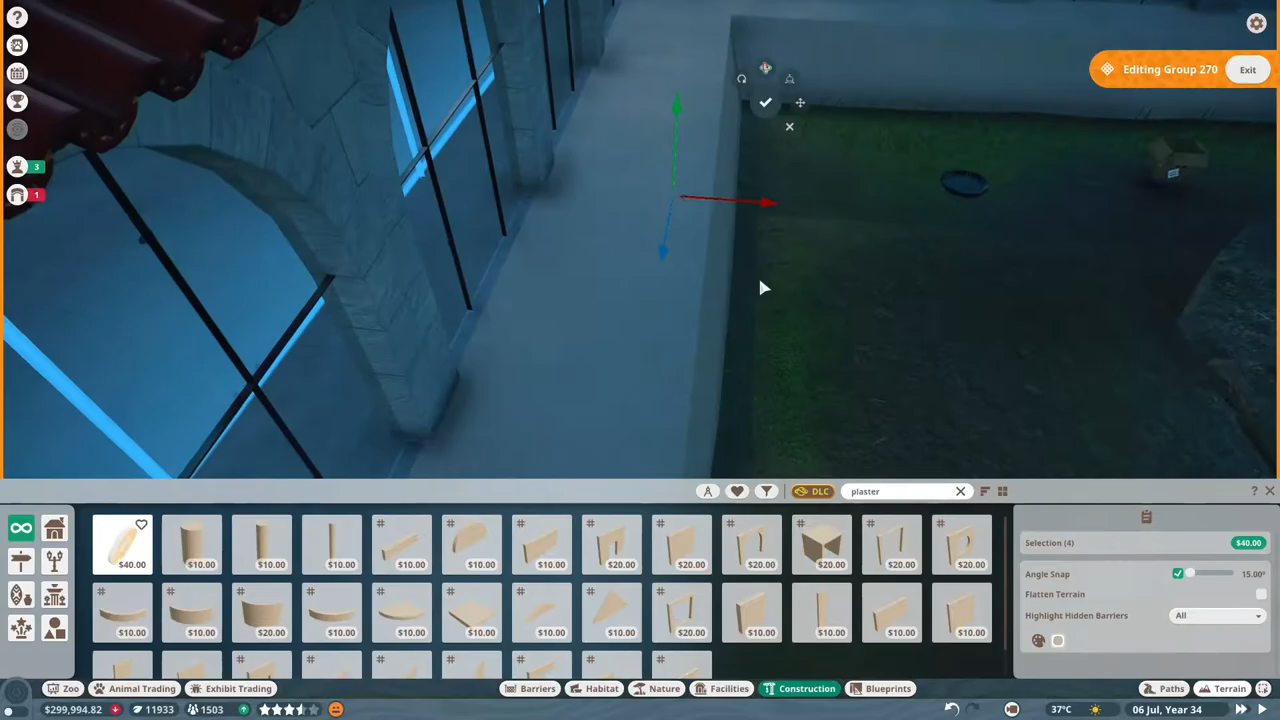 ?
Editing Group 270
Exit
3
1
DLC
plaster
?
$40.00
$10.00
$10.00
$10.00
$10.00
$10.00
$10.00
$20.00
$20.00
$20.00
$20.00
$20.00
$20.00
$10.00
$10.00
$20.00
$10.00
$10.00
$10.00
$10.00
$10.00
$20.00
$10.00
$10.00
$10.00
$10.00
Selection (4)
$40.00
Angle Snap
15.00°
Flatten Terrain
Highlight Hidden Barriers
All
Zoo
Animal Trading
Exhibit Trading
Barriers
Habitat
Nature
Facilities
Construction
Blueprints
Paths
Terrain
$299,994.82
11933
1503
37°C
06 Jul, Year 34